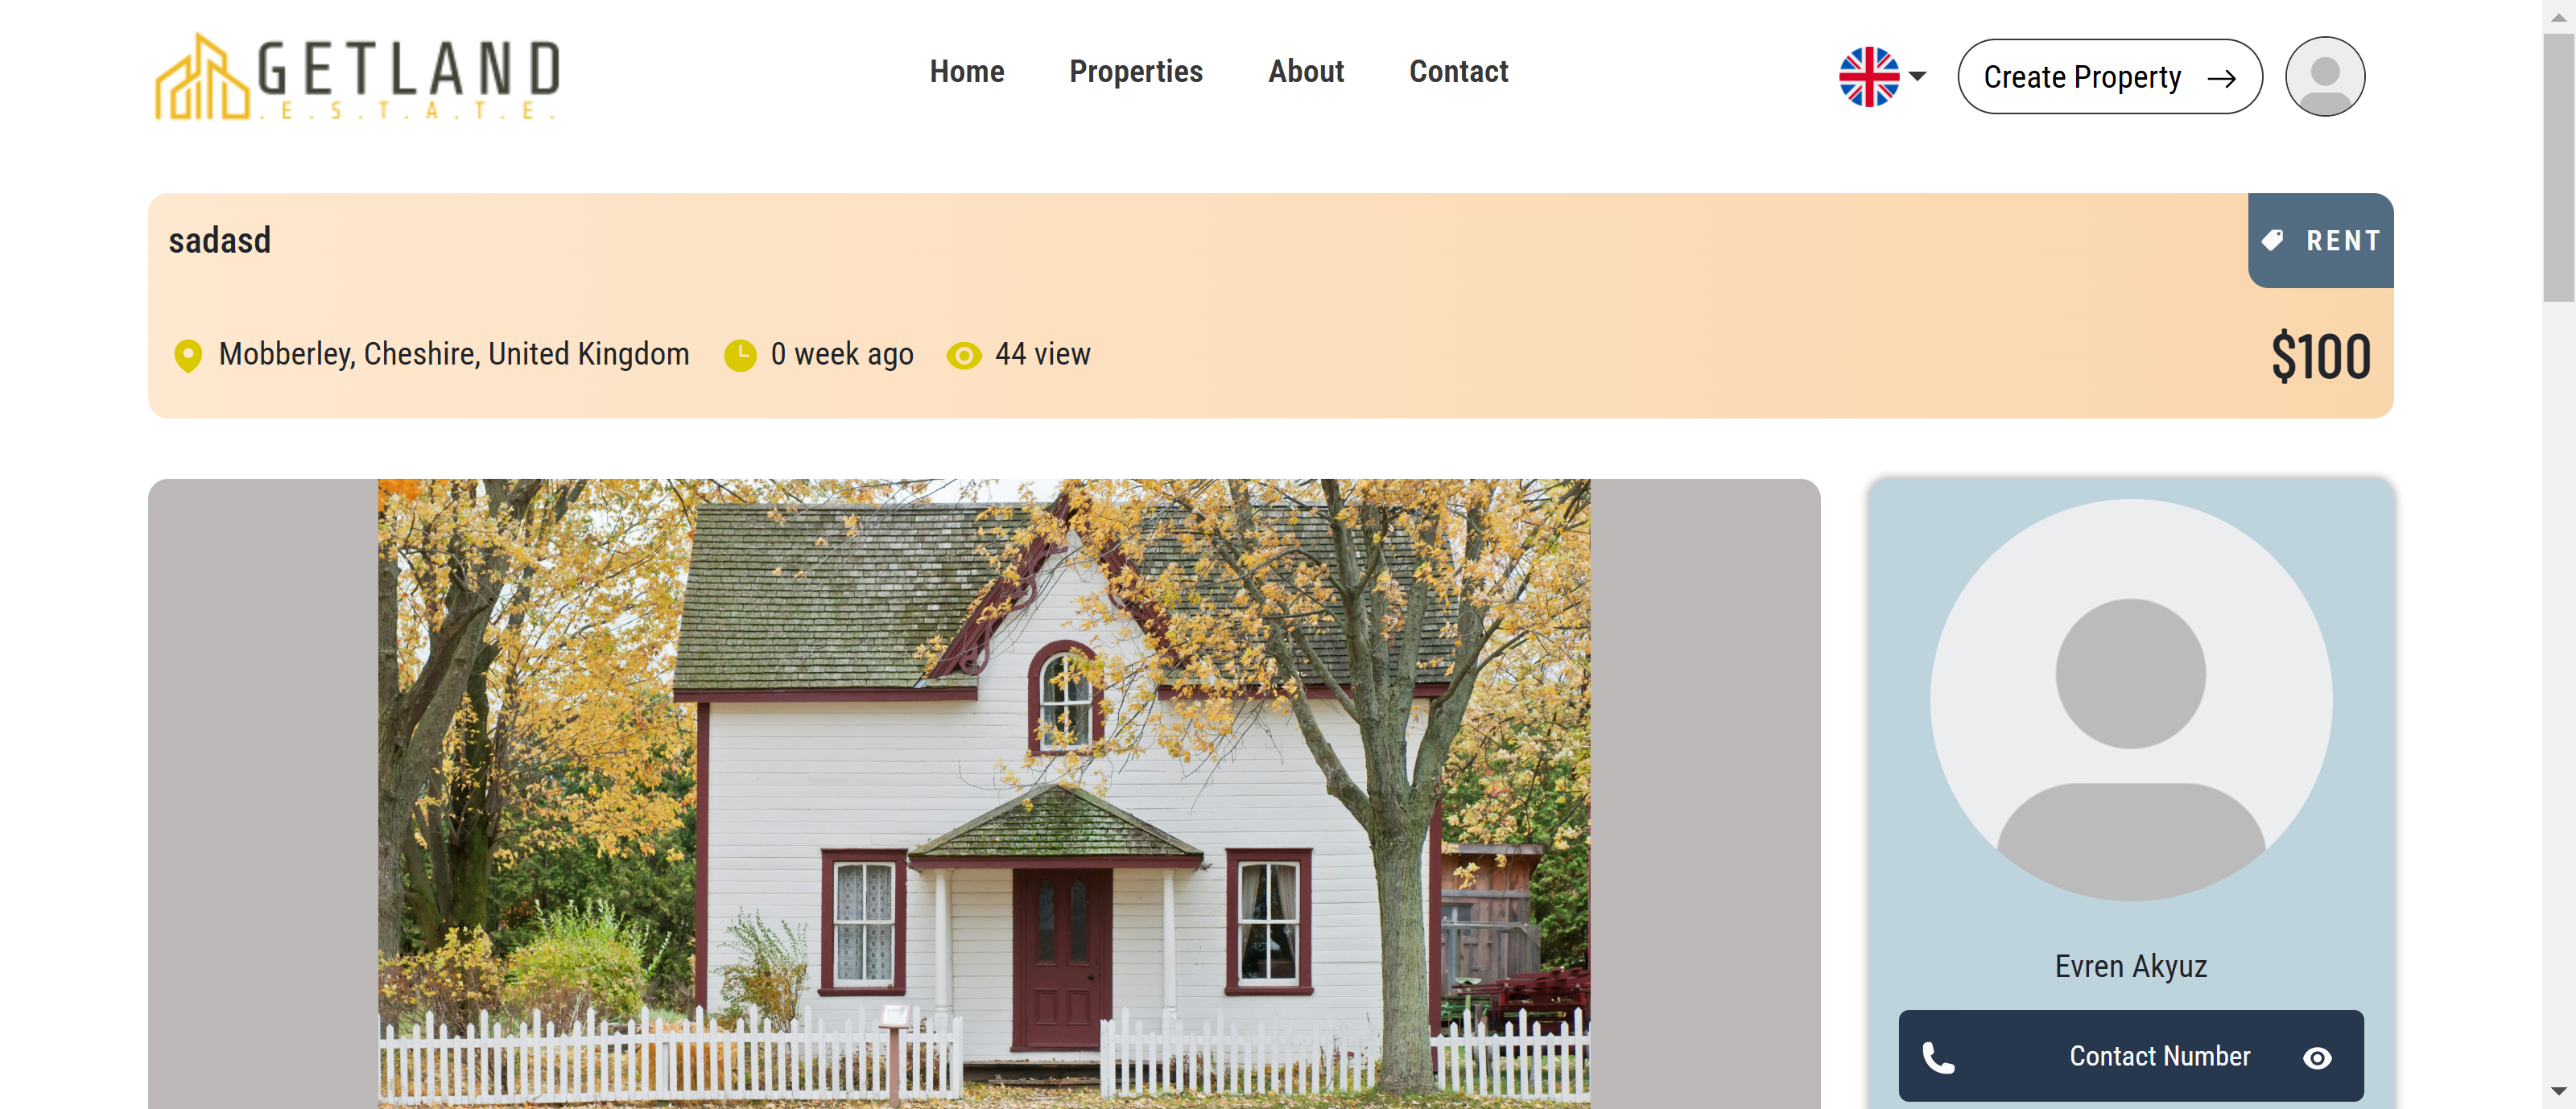 GETLAND
.E.S.T.A.T.E.
Home Properties About Contact
Create Property
sadasd
RENT
Mobberley, Cheshire, United Kingdom 0 week ago 44 view
$100
Evren Akyuz
Contact Number